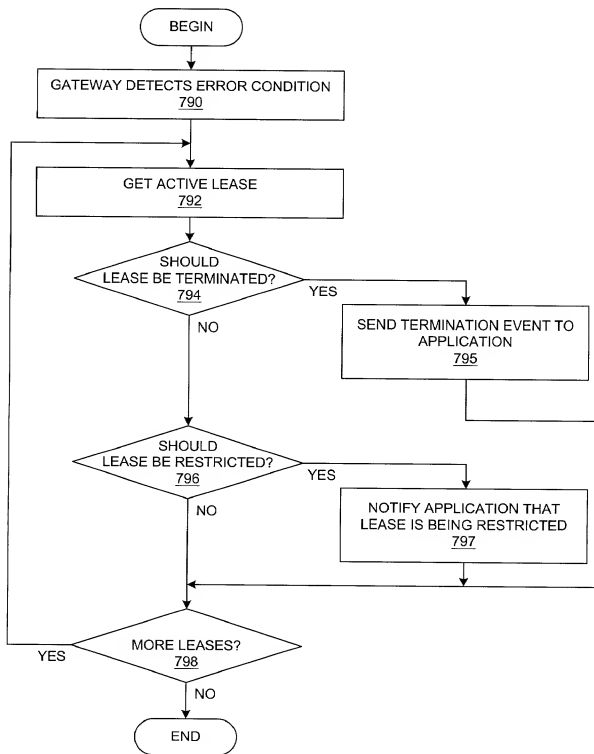 BEGIN
GATEWAY DETECTS ERROR CONDITION
790
GET ACTIVE LEASE
792
SHOULD
LEASE BE TERMINATED?
794
YES
NO
SEND TERMINATION EVENT TO
APPLICATION
795
SHOULD
LEASE BE RESTRICTED?
796
YES
NO
NOTIFY APPLICATION THAT
LEASE IS BEING RESTRICTED
797
MORE LEASES?
798
YES
NO
END